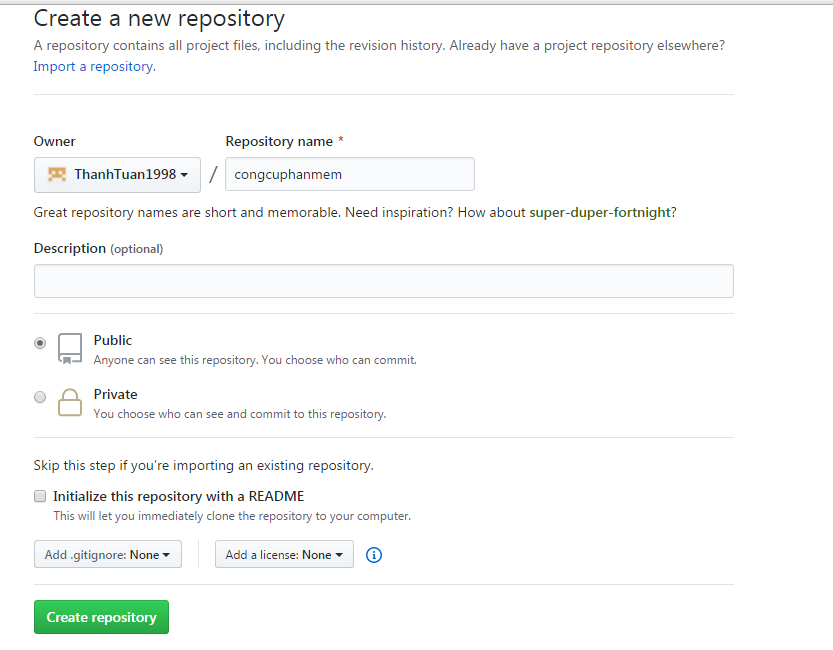 Create a new repository
A repository contains all project files, including the revision history. Already have a project repository elsewhere?
Import a repository.
Owner
Repository name *
ThanhTuan1998
/
congcuphanmem
Great repository names are short and memorable. Need inspiration? How about super-duper-fortnight?
Description (optional)
Public
Anyone can see this repository. You choose who can commit.
Private
You choose who can see and commit to this repository.
Skip this step if you’re importing an existing repository.
Initialize this repository with a README
This will let you immediately clone the repository to your computer.
Add .gitignore: None
Add a license: None
Create repository